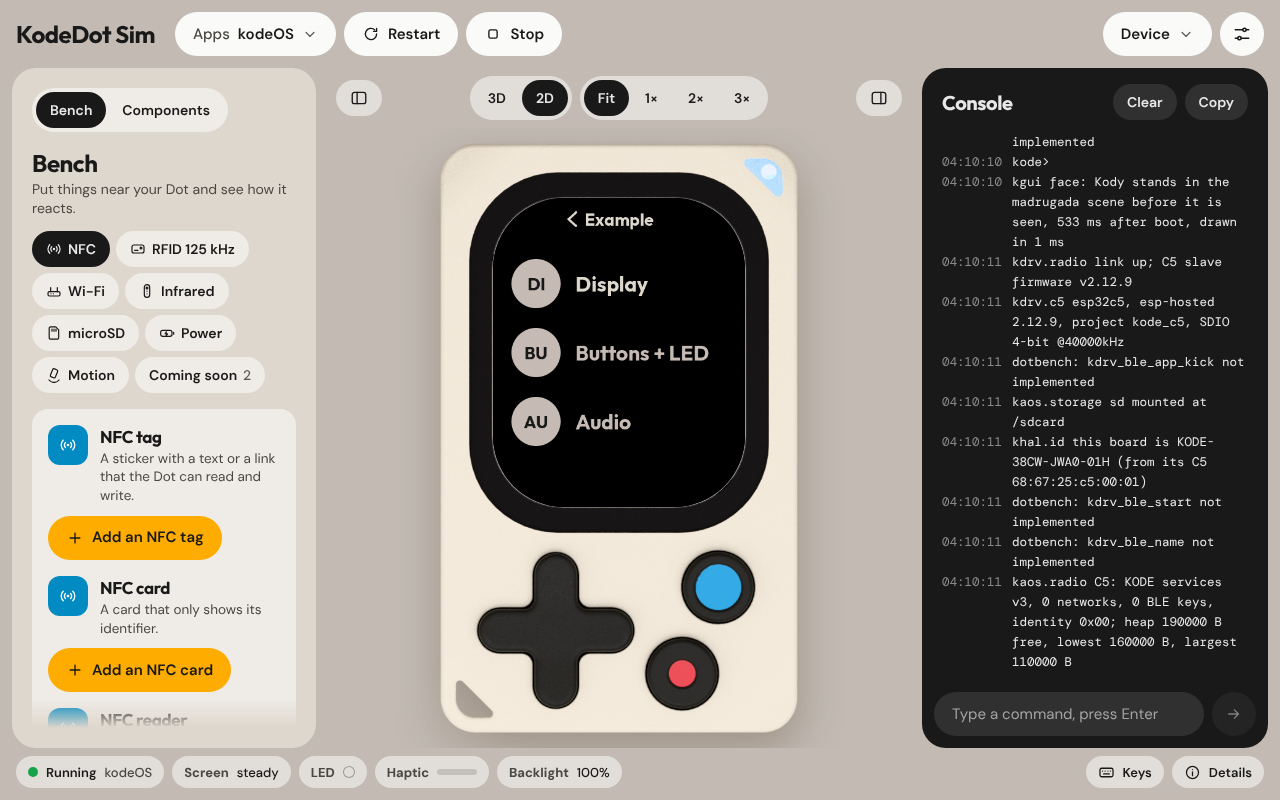 KodeDot Sim
Apps kodeOS
Restart
Stop
Device
Bench
Components
Bench
Put things near your Dot and see how it
reacts.
NFC
RFID 125 kHz
Wi-Fi
Infrared
microSD
Power
Motion
Coming soon 2
NFC tag
A sticker with a text or a link
that the Dot can read and
write.
+ Add an NFC tag
NFC card
A card that only shows its
identifier.
+ Add an NFC card
NFC reader
3D
2D
Fit
1×
2×
3×
Example
DI Display
BU Buttons + LED
AU Audio
Console
Clear
Copy
implemented
04:10:10 kode>
04:10:10 kgui face: Kody stands in the
madrugada scene before it is
seen, 533 ms after boot, drawn
in 1 ms
04:10:11 kdrv.radio link up; C5 slave
firmware v2.12.9
04:10:11 kdrv.c5 esp32c5, esp-hosted
2.12.9, project kode_c5, SDIO
4-bit @40000kHz
04:10:11 dotbench: kdrv_ble_app_kick not
implemented
04:10:11 kaos.storage sd mounted at
/sdcard
04:10:11 khal.id this board is KODE-
38CW-JWA0-01H (from its C5
68:67:25:c5:00:01)
04:10:11 dotbench: kdrv_ble_start not
implemented
04:10:11 dotbench: kdrv_ble_name not
implemented
04:10:11 kaos.radio C5: KODE services
v3, 0 networks, 0 BLE keys,
identity 0x00; heap 190000 B
free, lowest 160000 B, largest
110000 B
Type a command, press Enter
Running kodeOS
Screen steady
LED
Haptic
Backlight 100%
Keys
Details